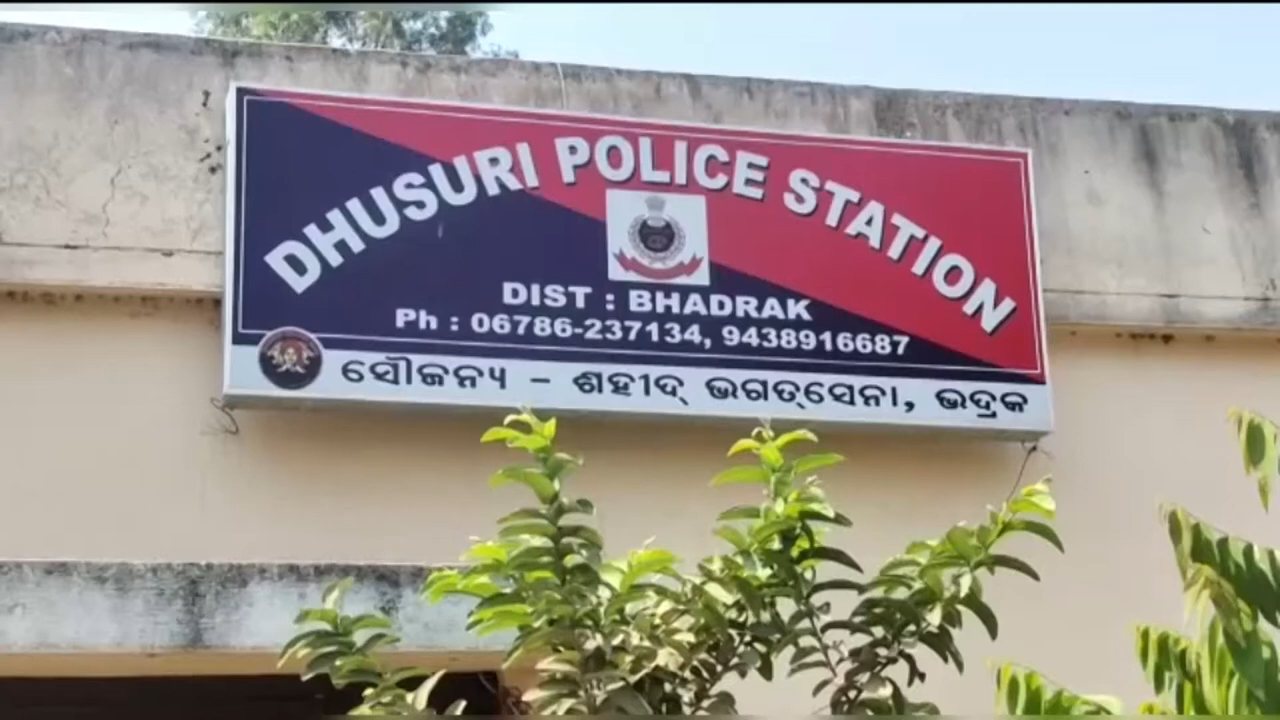 DHUSURI POLICE STATION
DIST : BHADRAK
Ph : 06786-237134, 9438916687
ସୌଜନ୍ୟ - ଶହୀଦ୍ ଭଗତ୍‌ସେନା, ଭଦ୍ରକ